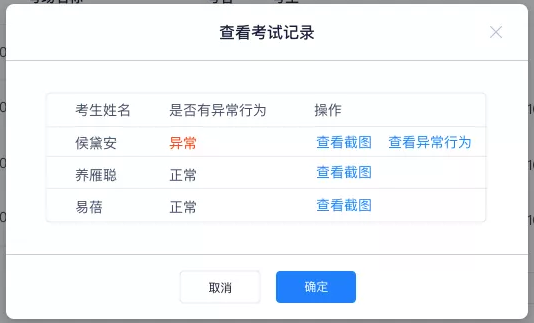 查看考试记录
考生姓名 是否有异常行为 操作
侯黛安 异常 查看截图 查看异常行为
养雁聪 正常 查看截图
易蓓 正常 查看截图
取消 确定